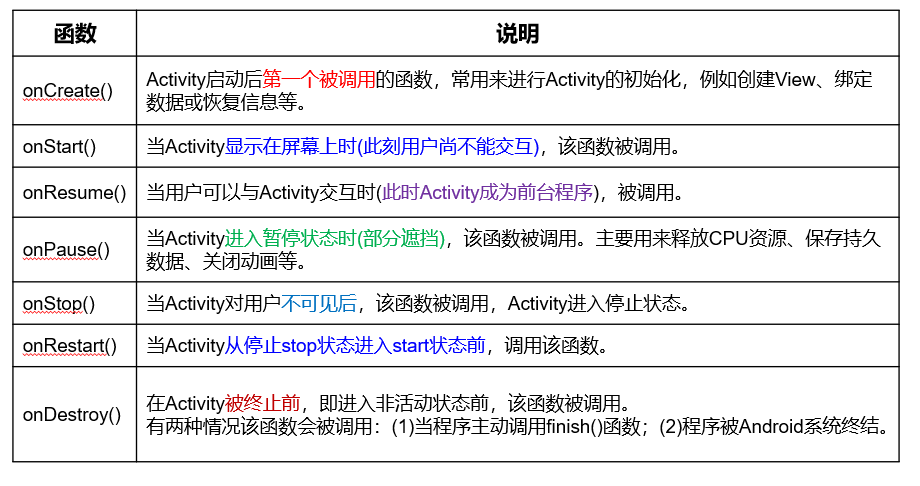 函数 说明
onCreate() Activity启动后第一个被调用的函数，常用来进行Activity的初始化，例如创建View、绑定
数据或恢复信息等。
onStart() 当Activity显示在屏幕上时(此刻用户尚不能交互)，该函数被调用。
onResume() 当用户可以与Activity交互时(此时Activity成为前台程序)，被调用。
onPause() 当Activity进入暂停状态时(部分遮挡)，该函数被调用。主要用来释放CPU资源、保存持久
数据、关闭动画等。
onStop() 当Activity对用户不可见后，该函数被调用，Activity进入停止状态。
onRestart() 当Activity从停止stop状态进入start状态前，调用该函数。
onDestroy() 在Activity被终止前，即进入非活动状态前，该函数被调用。
有两种情况该函数会被调用：(1)当程序主动调用finish()函数；(2)程序被Android系统终结。